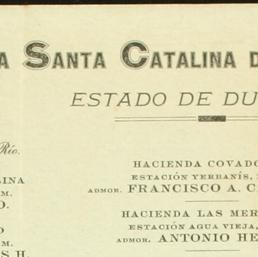 A SANTA CATALINA D
ESTADO DE DU
Río.
HACIENDA COVADO
ESTACIÓN YERBANÍS,
LINA
ADMOR. FRANCISCO A. C
M.
O.
HACIENDA LAS MER
ESTACIÓN AGUA VIEJA,
O
ADMOR. ANTONIO HE
M.
S H.